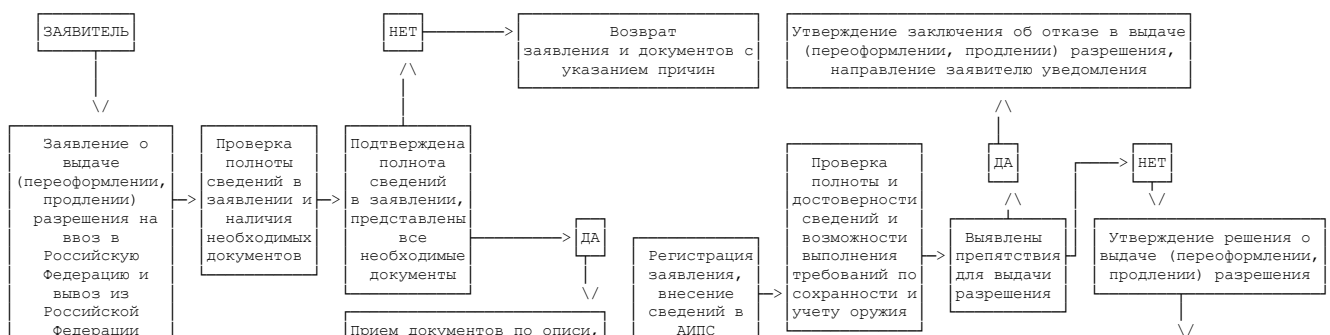 ЗАЯВИТЕЛЬ
НЕТ
Возврат
заявления и документов с
указанием причин
Утверждение заключения об отказе в выдаче
(переоформлении, продлении) разрешения,
направление заявителю уведомления
Заявление о
выдаче
(переоформлении,
продлении)
разрешения на
ввоз в
Российскую
Федерацию и
вывоз из
Российской
Федерации
Проверка
полноты
сведений в
заявлении и
наличия
необходимых
документов
Подтверждена
полнота
сведений
в заявлении,
представлены
все
необходимые
документы
ДА
Прием документов по описи,
Регистрация
заявления,
внесение
сведений в
АИПС
Проверка
полноты и
достоверности
сведений и
возможности
выполнения
требований по
сохранности и
учету оружия
Выявлены
препятствия
для выдачи
разрешения
ДА
НЕТ
Утверждение решения о
выдаче (переоформлении,
продлении) разрешения